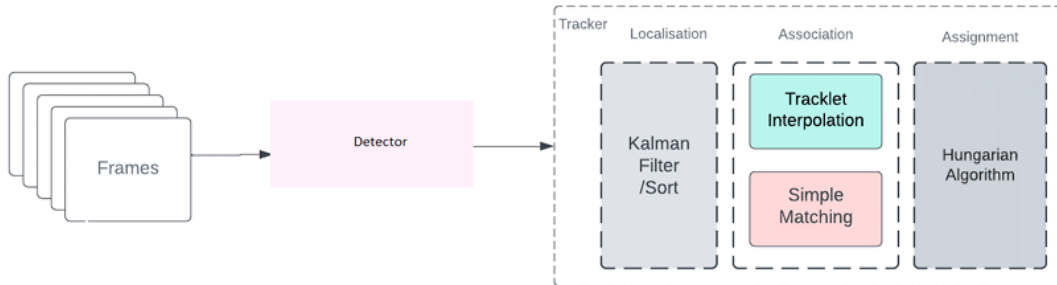 Tracker
Localisation
Association
Assignment
Frames
Detector
Kalman
Filter
/Sort
Tracklet
Interpolation
Simple
Matching
Hungarian
Algorithm